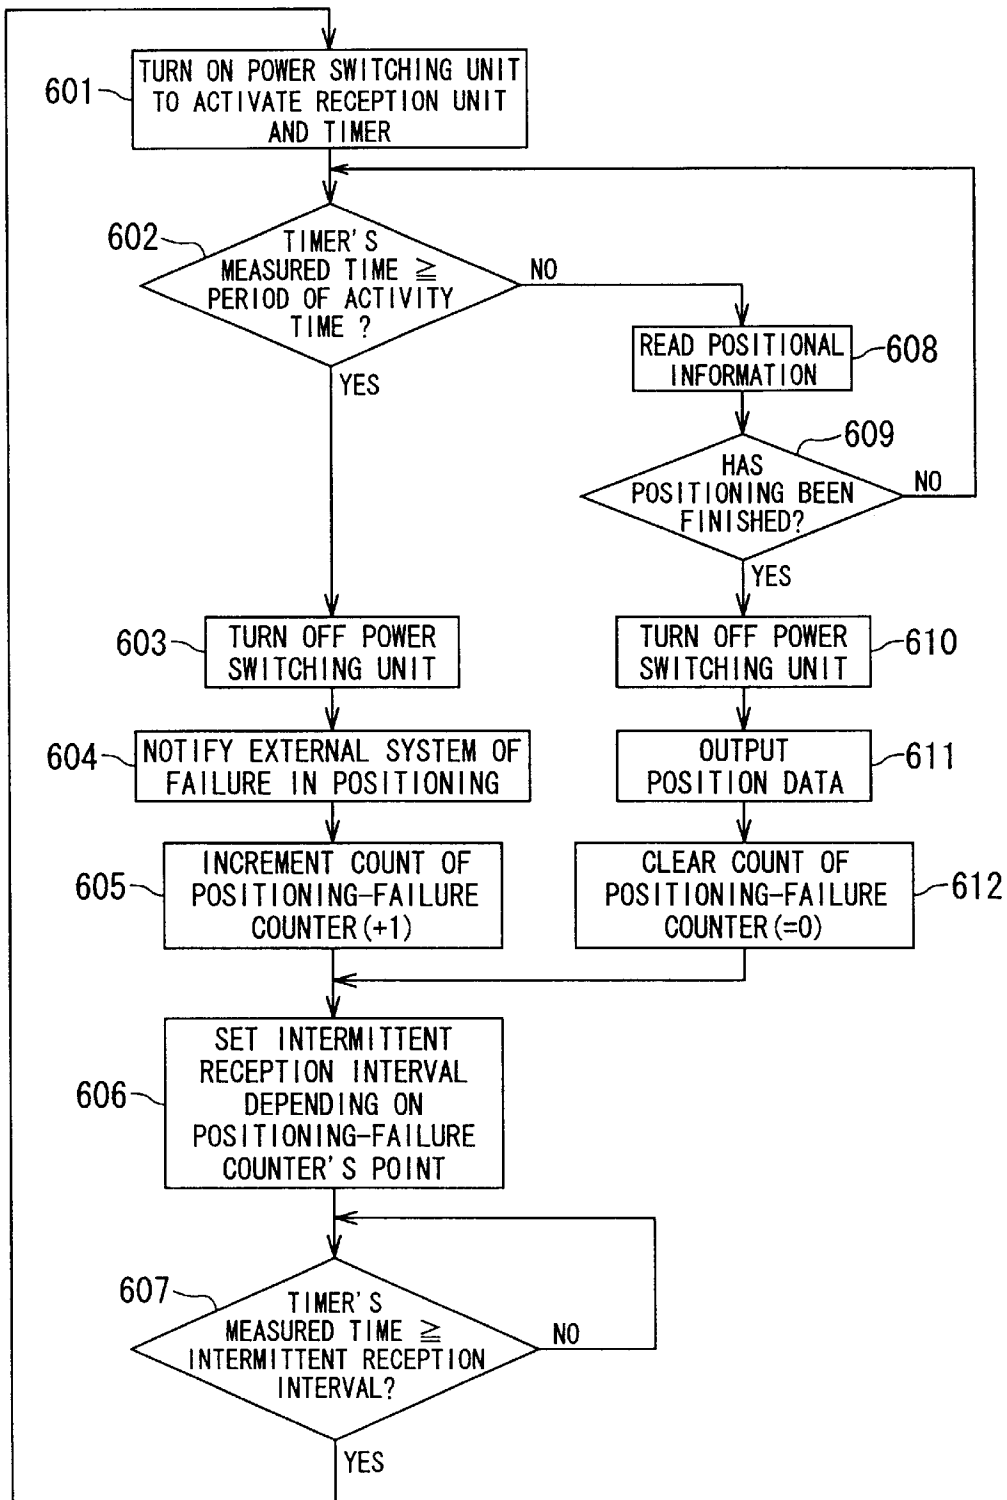 601
TURN ON POWER SWITCHING UNIT
TO ACTIVATE RECEPTION UNIT
AND TIMER
602
TIMER'S
MEASURED TIME ≧
PERIOD OF ACTIVITY
TIME ?
NO
YES
READ POSITIONAL
INFORMATION
608
609
HAS
POSITIONING BEEN
FINISHED?
NO
YES
603
TURN OFF POWER
SWITCHING UNIT
TURN OFF POWER
SWITCHING UNIT
610
604
NOTIFY EXTERNAL SYSTEM OF
FAILURE IN POSITIONING
OUTPUT
POSITION DATA
611
605
INCREMENT COUNT OF
POSITIONING-FAILURE
COUNTER(+1)
CLEAR COUNT OF
POSITIONING-FAILURE
COUNTER(=0)
612
606
SET INTERMITTENT
RECEPTION INTERVAL
DEPENDING ON
POSITIONING-FAILURE
COUNTER'S POINT
607
TIMER'S
MEASURED TIME ≧
INTERMITTENT RECEPTION
INTERVAL?
NO
YES